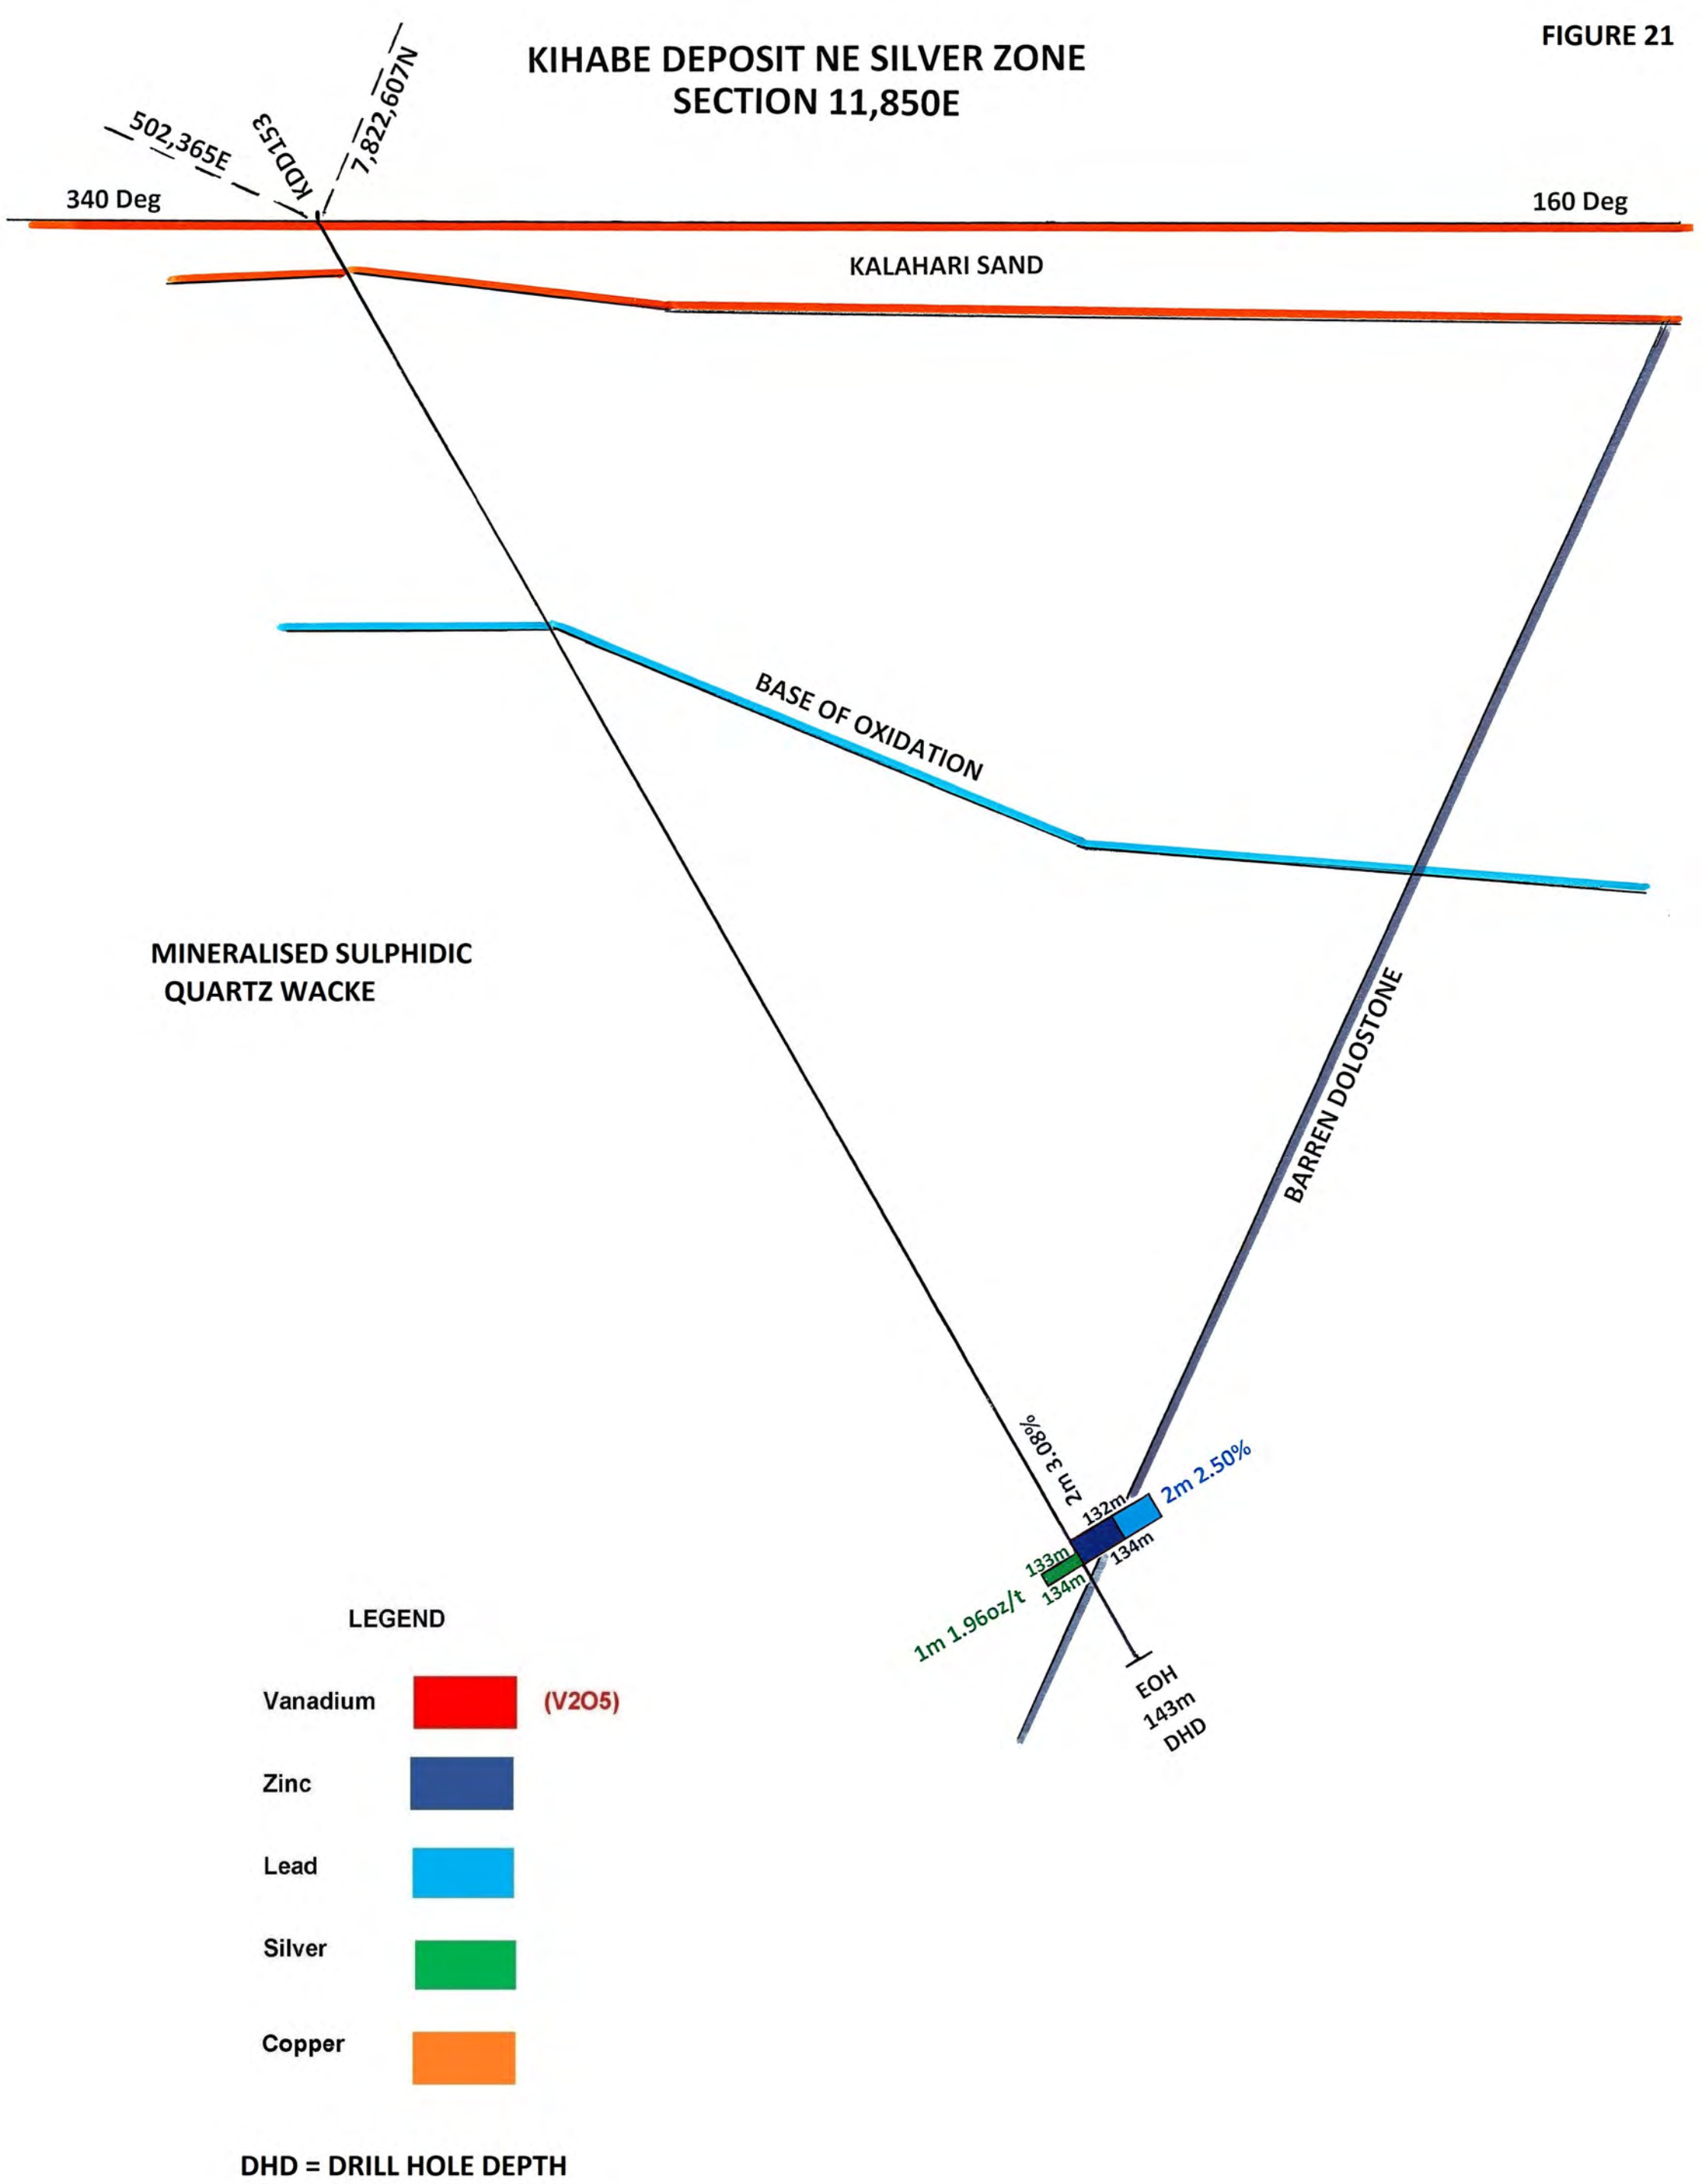 FIGURE 21
KIHABE DEPOSIT NE SILVER ZONE
SECTION 11,850E
502,365E
KDD153
7,822,607N
340 Deg
160 Deg
KALAHARI SAND
BASE OF OXIDATION
MINERALISED SULPHIDIC
QUARTZ WACKE
BARREN DOLOSTONE
2m 3.08%
2m 2.50%
132m
134m
133m
134m
1m 1.96oz/t
EOH
143m
DHD
LEGEND
Vanadium
(V2O5)
Zinc
Lead
Silver
Copper
DHD = DRILL HOLE DEPTH